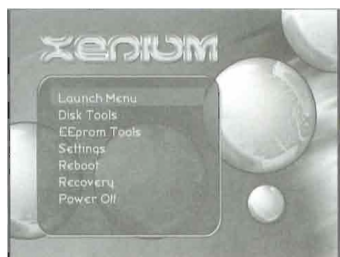 XENIUM
Launch Menu
Disk Tools
EEprom Tools
Settings
Reboot
Recovery
Power Off